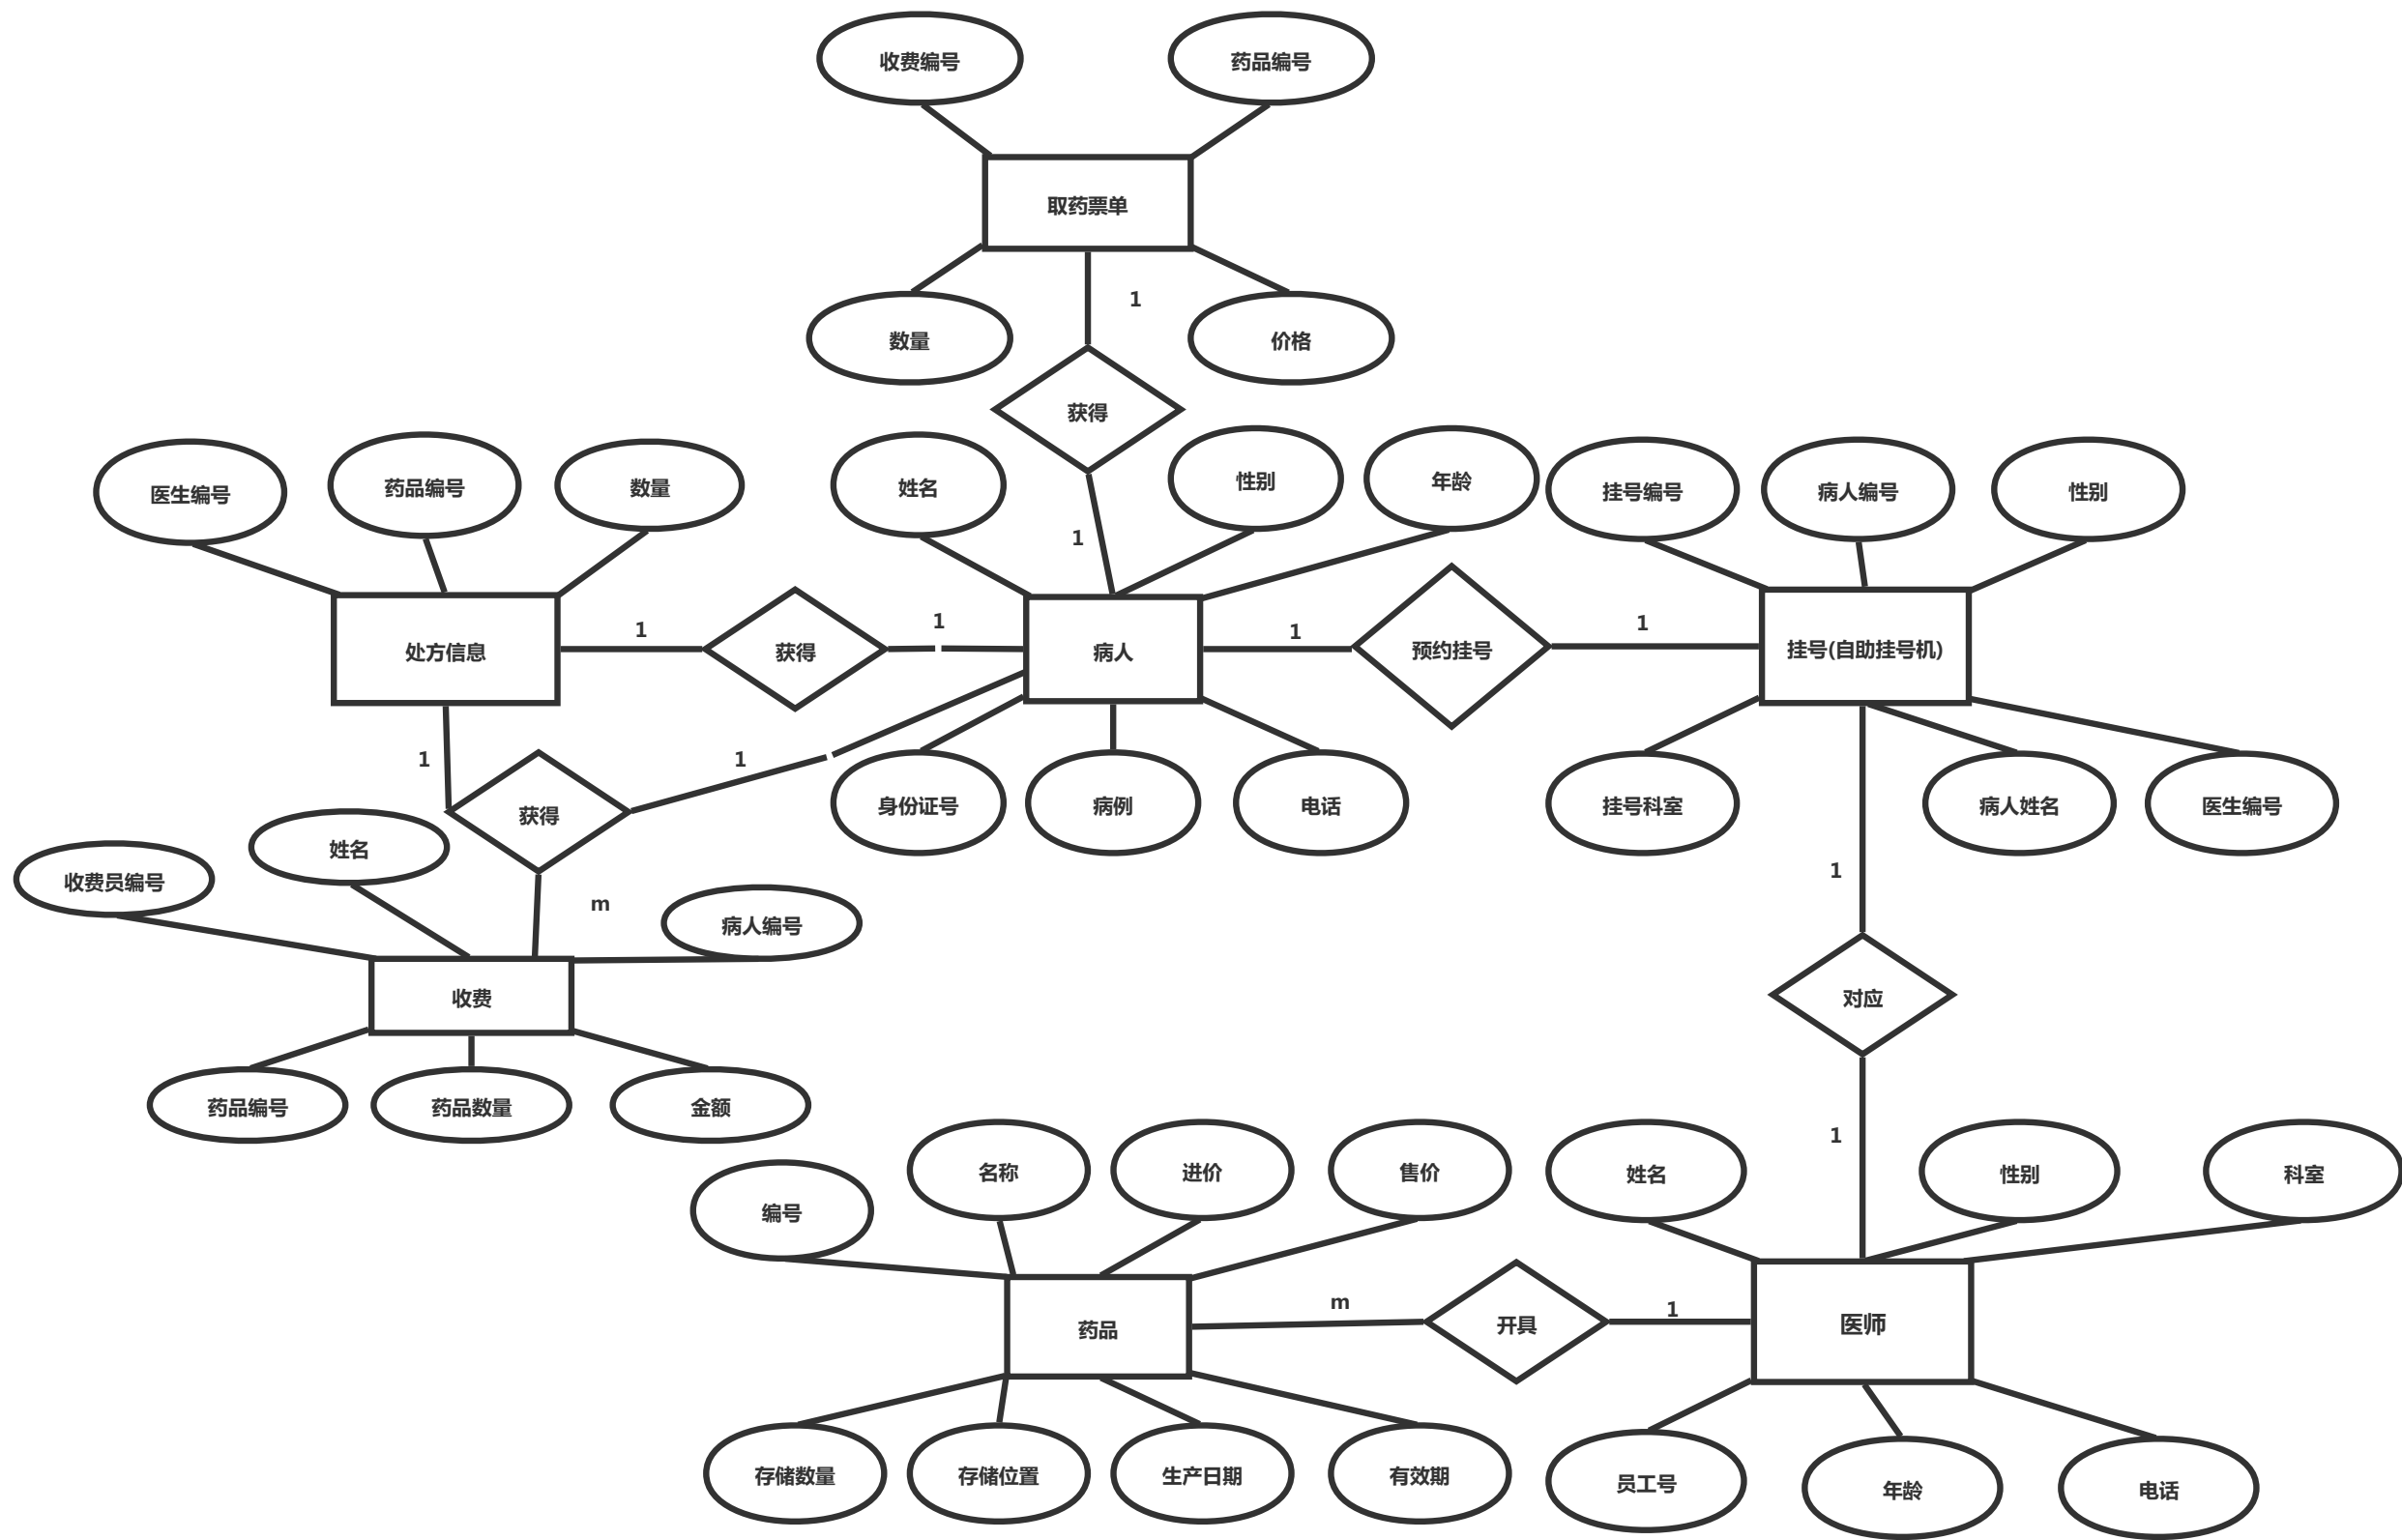 收费编号
药品编号
取药票单
1
数量
价格
获得
医生编号
药品编号
数量
姓名
性别
年龄
挂号编号
病人编号
性别
1
处方信息
1
获得
1
病人
1
预约挂号
1
挂号(自助挂号机)
1
获得
1
身份证号
病例
电话
挂号科室
病人姓名
医生编号
收费员编号
姓名
m
病人编号
1
收费
对应
药品编号
药品数量
金额
1
编号
名称
进价
售价
姓名
性别
科室
药品
m
开具
1
医师
存储数量
存储位置
生产日期
有效期
员工号
年龄
电话